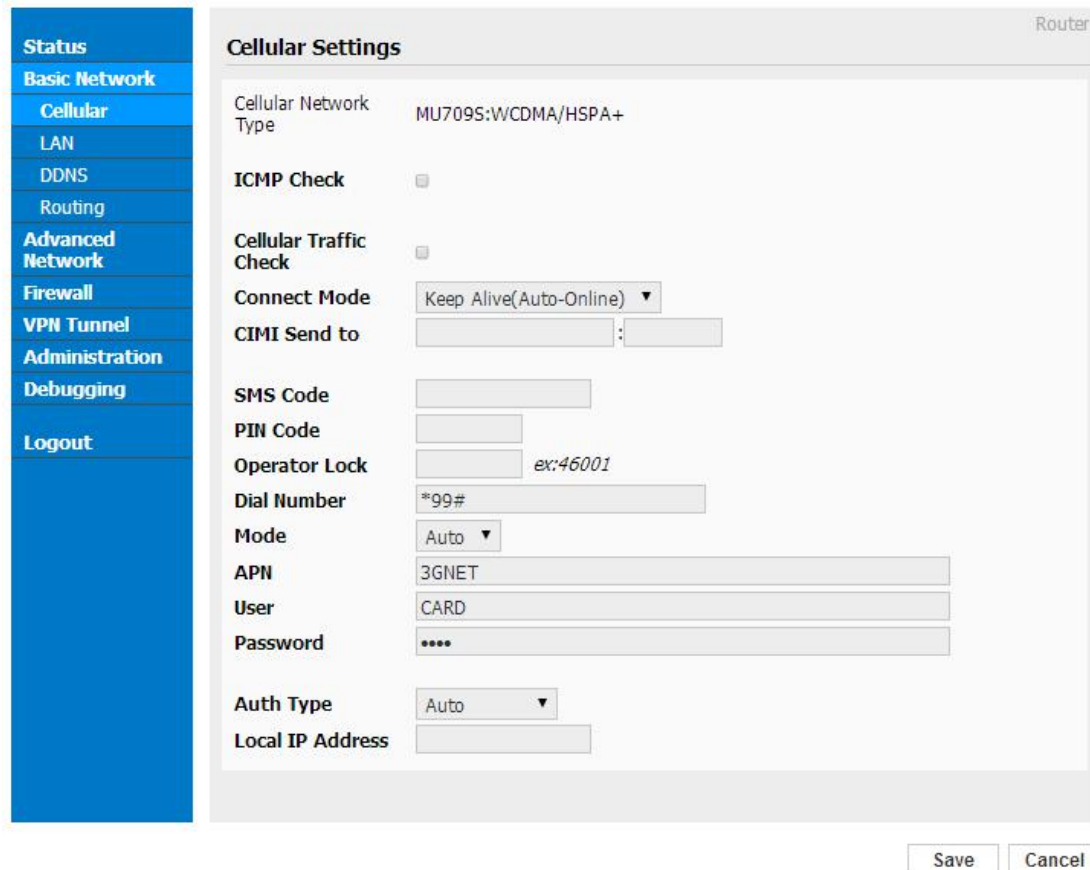 Router
Status
Basic Network
Cellular
LAN
DDNS
Routing
Advanced
Network
Firewall
VPN Tunnel
Administration
Debugging
Logout
Cellular Settings
Cellular Network
Type
MU709S:WCDMA/HSPA+
ICMP Check
Cellular Traffic
Check
Connect Mode Keep Alive(Auto-Online)
CIMI Send to :
SMS Code
PIN Code
Operator Lock ex:46001
Dial Number *99#
Mode Auto
APN 3GNET
User CARD
Password ••••
Auth Type Auto
Local IP Address
Save Cancel